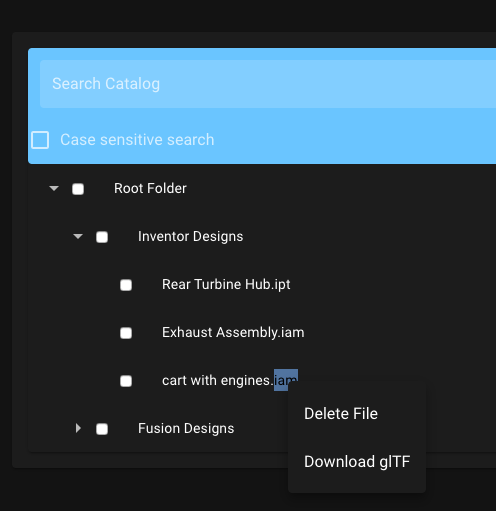 Search Catalog
Case sensitive search
Root Folder
Inventor Designs
Rear Turbine Hub.ipt
Exhaust Assembly.iam
cart with engines.iam
Delete File
Fusion Designs
Download glTF